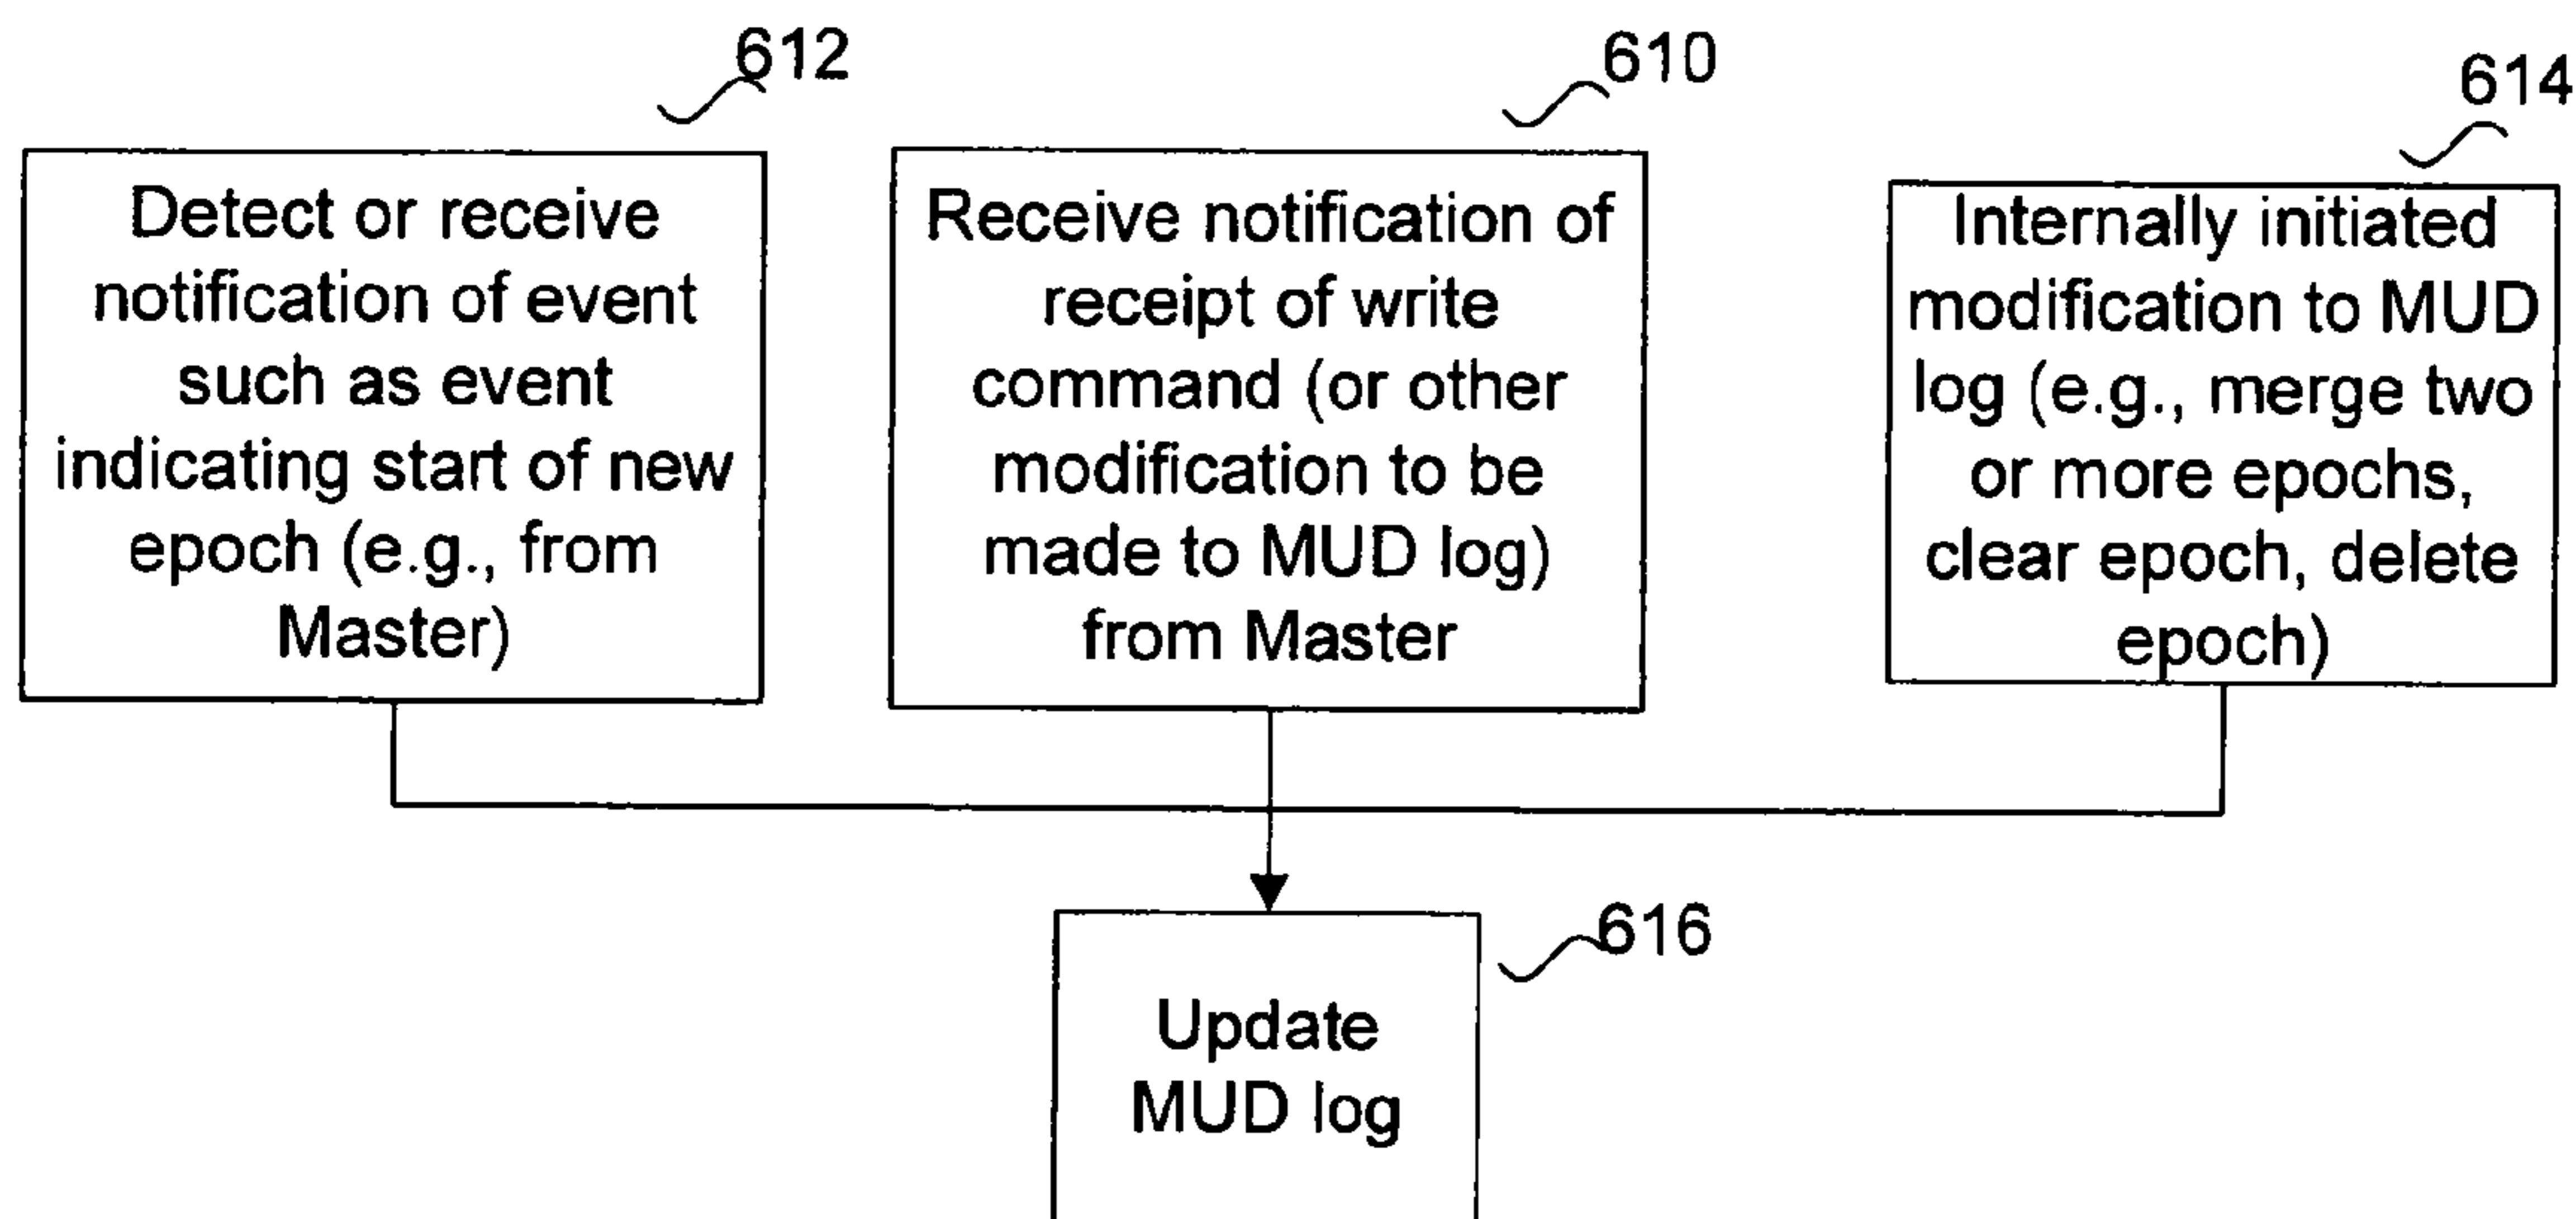 612
Detect or receive
notification of event
such as event
indicating start of new
epoch (e.g., from
Master)
610
Receive notification of
receipt of write
command (or other
modification to be
made to MUD log)
from Master
614
Internally initiated
modification to MUD
log (e.g., merge two
or more epochs,
clear epoch, delete
epoch)
616
Update
MUD log